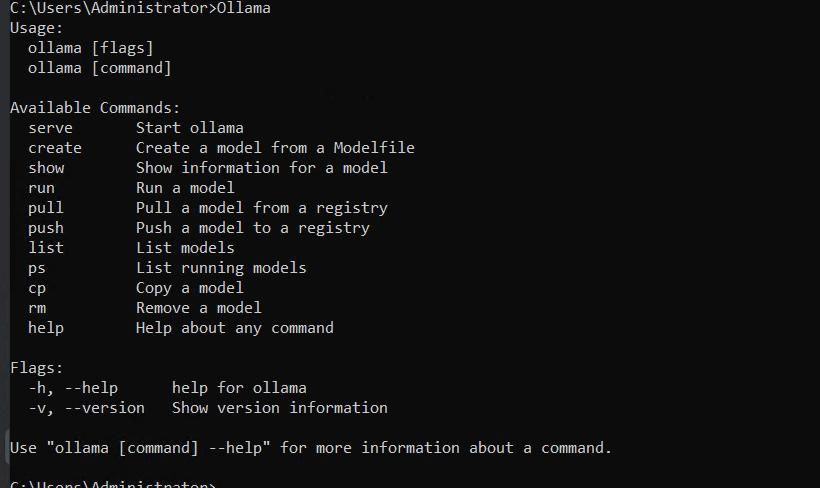 C:\Users\Administrator>Ollama
Usage:
  ollama [flags]
  ollama [command]

Available Commands:
  serve       Start ollama
  create      Create a model from a Modelfile
  show        Show information for a model
  run         Run a model
  pull        Pull a model from a registry
  push        Push a model to a registry
  list        List models
  ps          List running models
  cp          Copy a model
  rm          Remove a model
  help        Help about any command

Flags:
  -h, --help      help for ollama
  -v, --version   Show version information

Use "ollama [command] --help" for more information about a command.

C:\Users\Administrator>